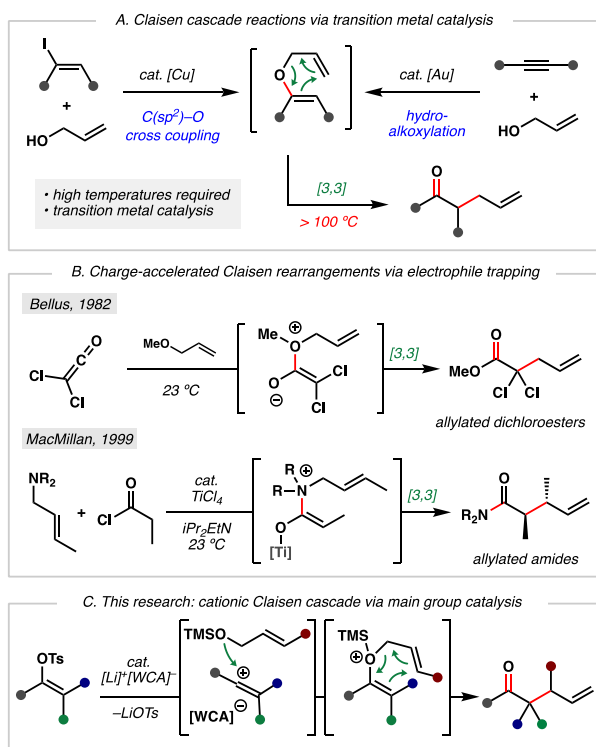 A. Claisen cascade reactions via transition metal catalysis
I
cat. [Cu]
O
cat. [Au]
+
C(sp²)–O
cross coupling
hydro-
alkoxylation
+
HO
HO
• high temperatures required
• transition metal catalysis
[3,3]
> 100 ºC
O
B. Charge-accelerated Claisen rearrangements via electrophile trapping
Bellus, 1982
Cl
Cl
O
MeO
23 ºC
Me
⊕
O
O
⊖
Cl
Cl
[3,3]
O
MeO
Cl Cl
allylated dichloroesters
MacMillan, 1999
NR₂
+
O
Cl
cat.
TiCl₄
iPr₂EtN
23 ºC
R
R
N
⊕
O
[Ti]
[3,3]
O
R₂N
allylated amides
C. This research: cationic Claisen cascade via main group catalysis
OTs
cat.
[Li]⁺[WCA]⁻
–LiOTs
TMSO
⊕
[WCA]
⊖
TMS
⊕
O
O